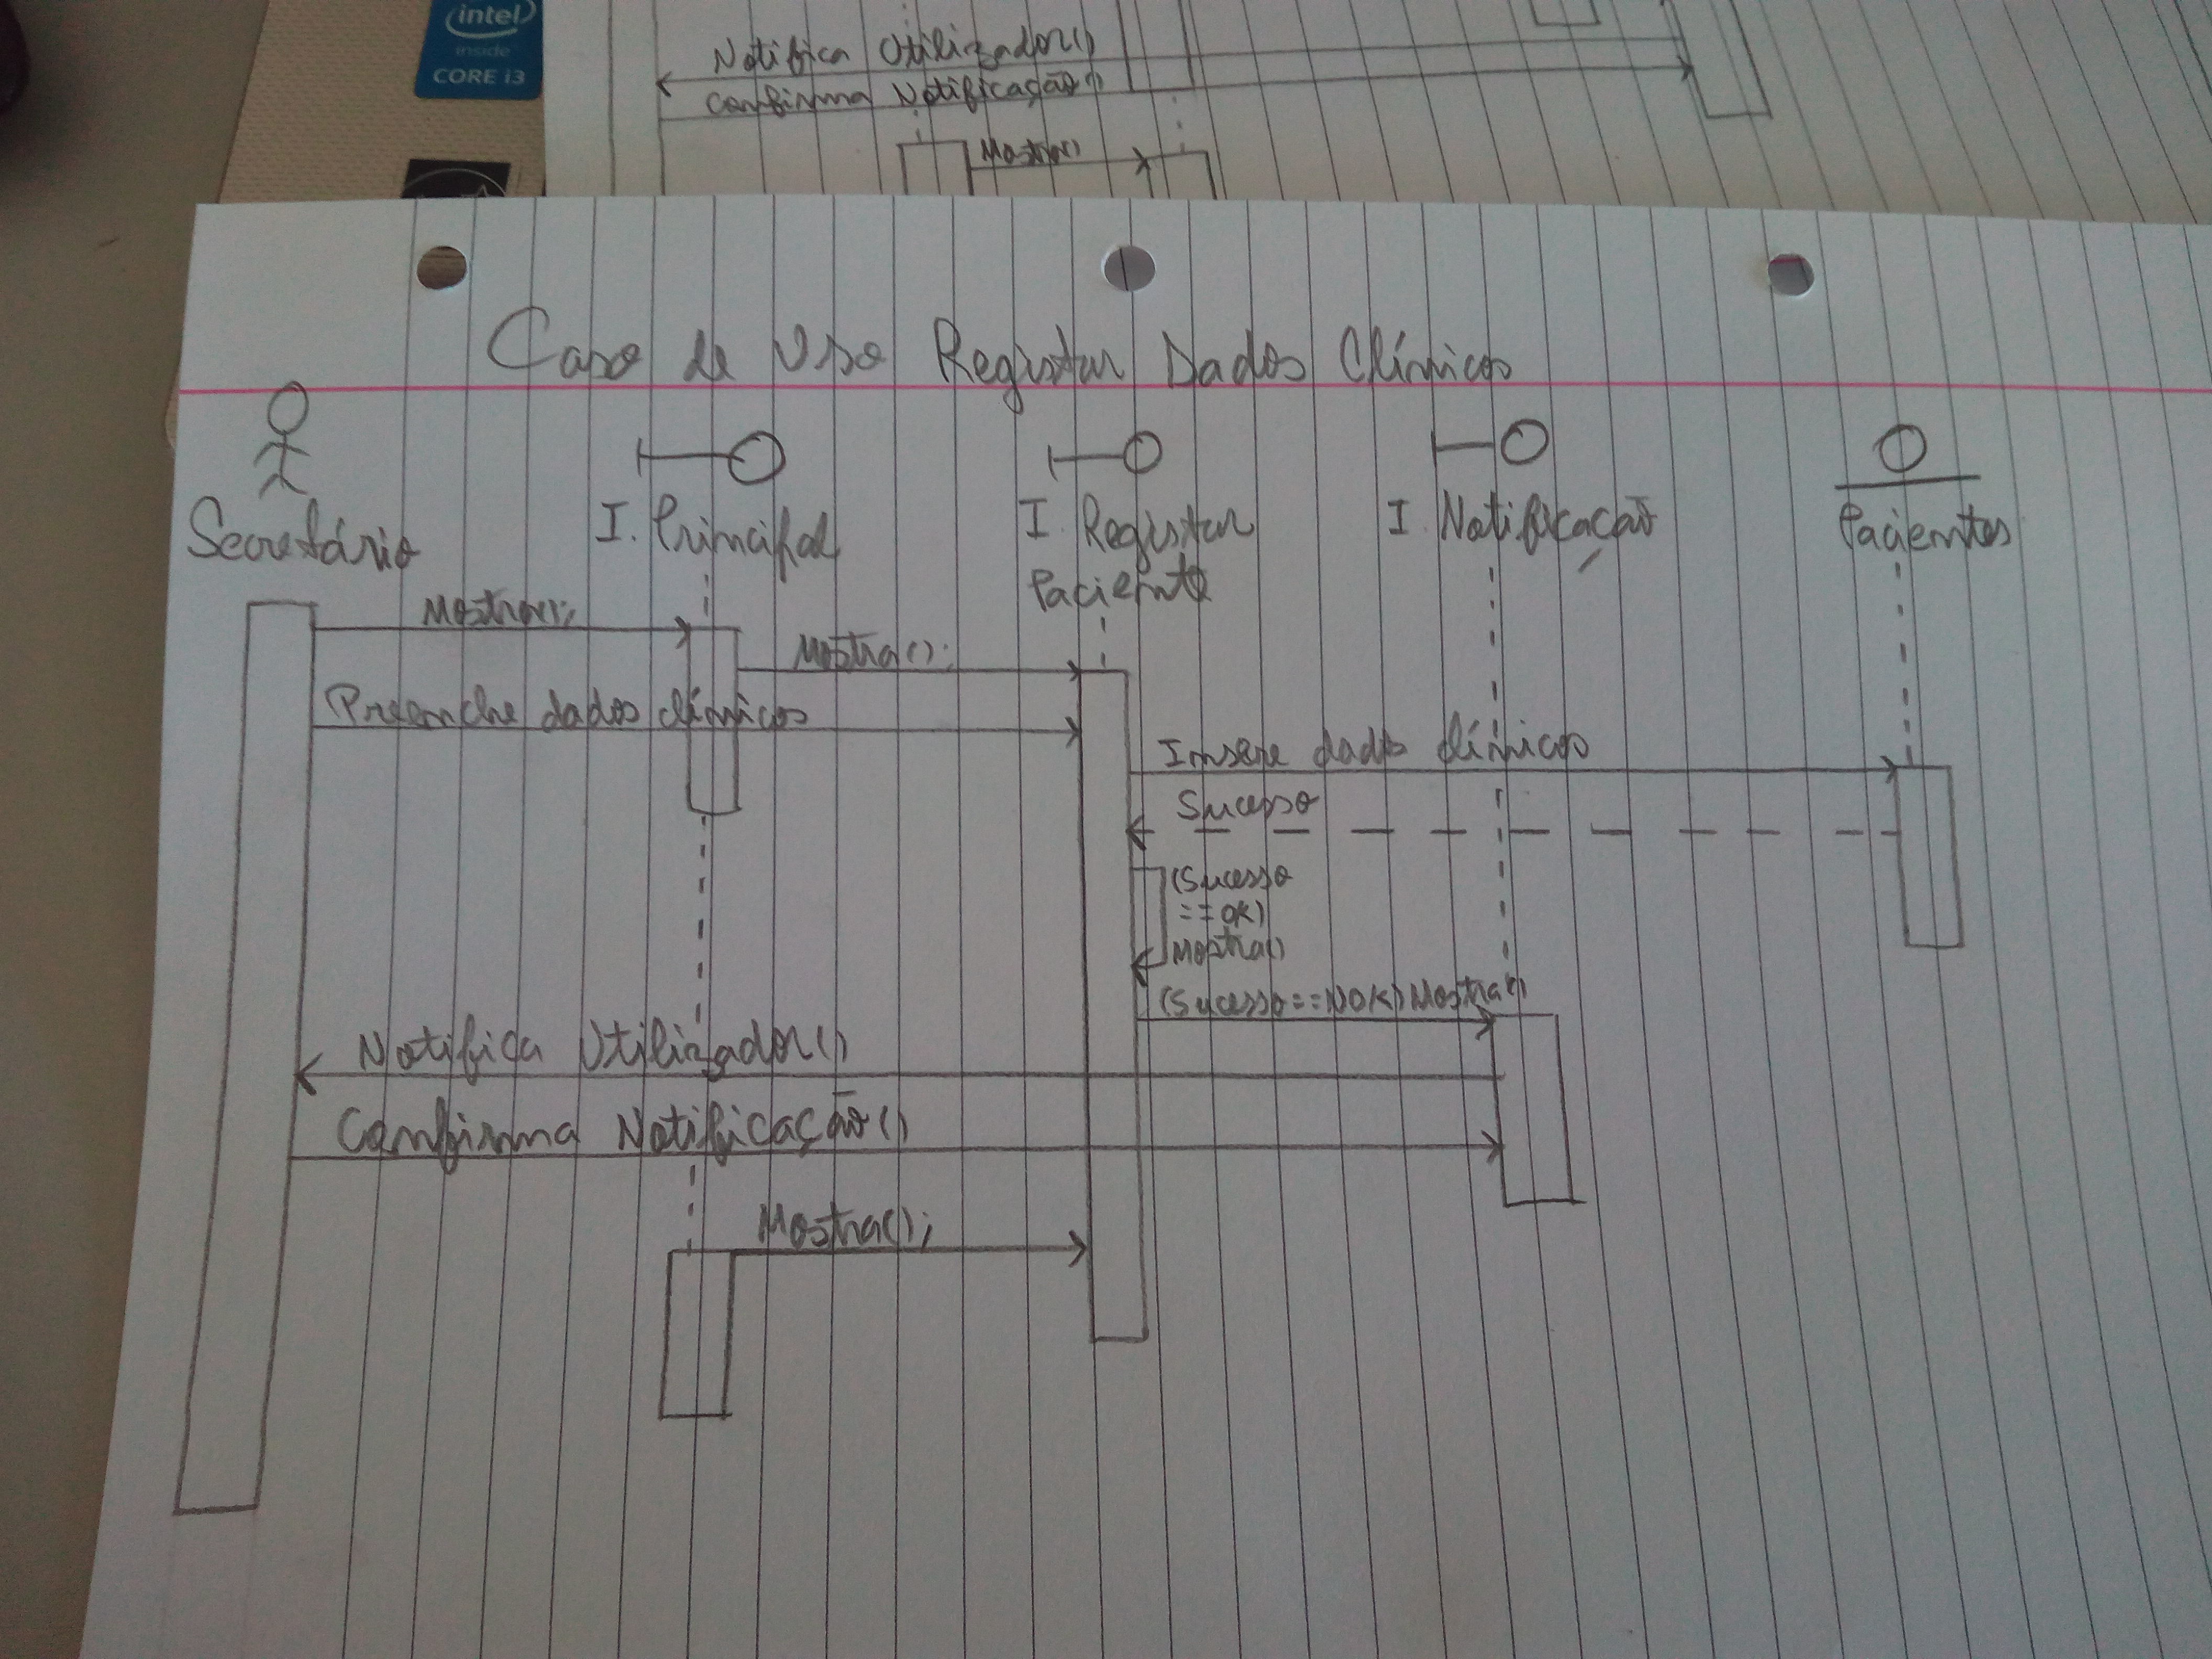 intel
inside
CORE i3
Notifica Utilizador()
Confirma Notificação()
Mostra()
Caso de Uso Registar Dados Clínicos
Secretário
I. Principal
I. Registar
Paciente
I. Notificação
Pacientes
Mostra();
Mostra();
Preenche dados clínicos
Insere dados clínicos
Sucesso
(Sucesso
==OK)
Mostra()
(Sucesso==NOK) Mostra()
Notifica Utilizador()
Confirma Notificação()
Mostra();